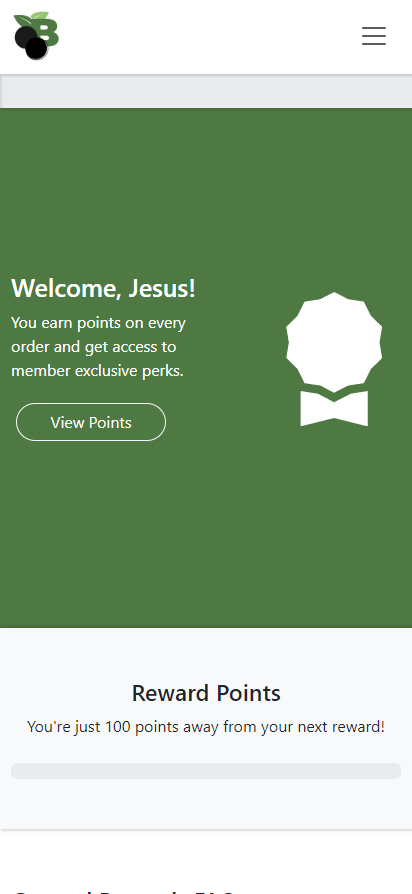 B
Welcome, Jesus!
You earn points on every
order and get access to
member exclusive perks.
View Points
Reward Points
You're just 100 points away from your next reward!